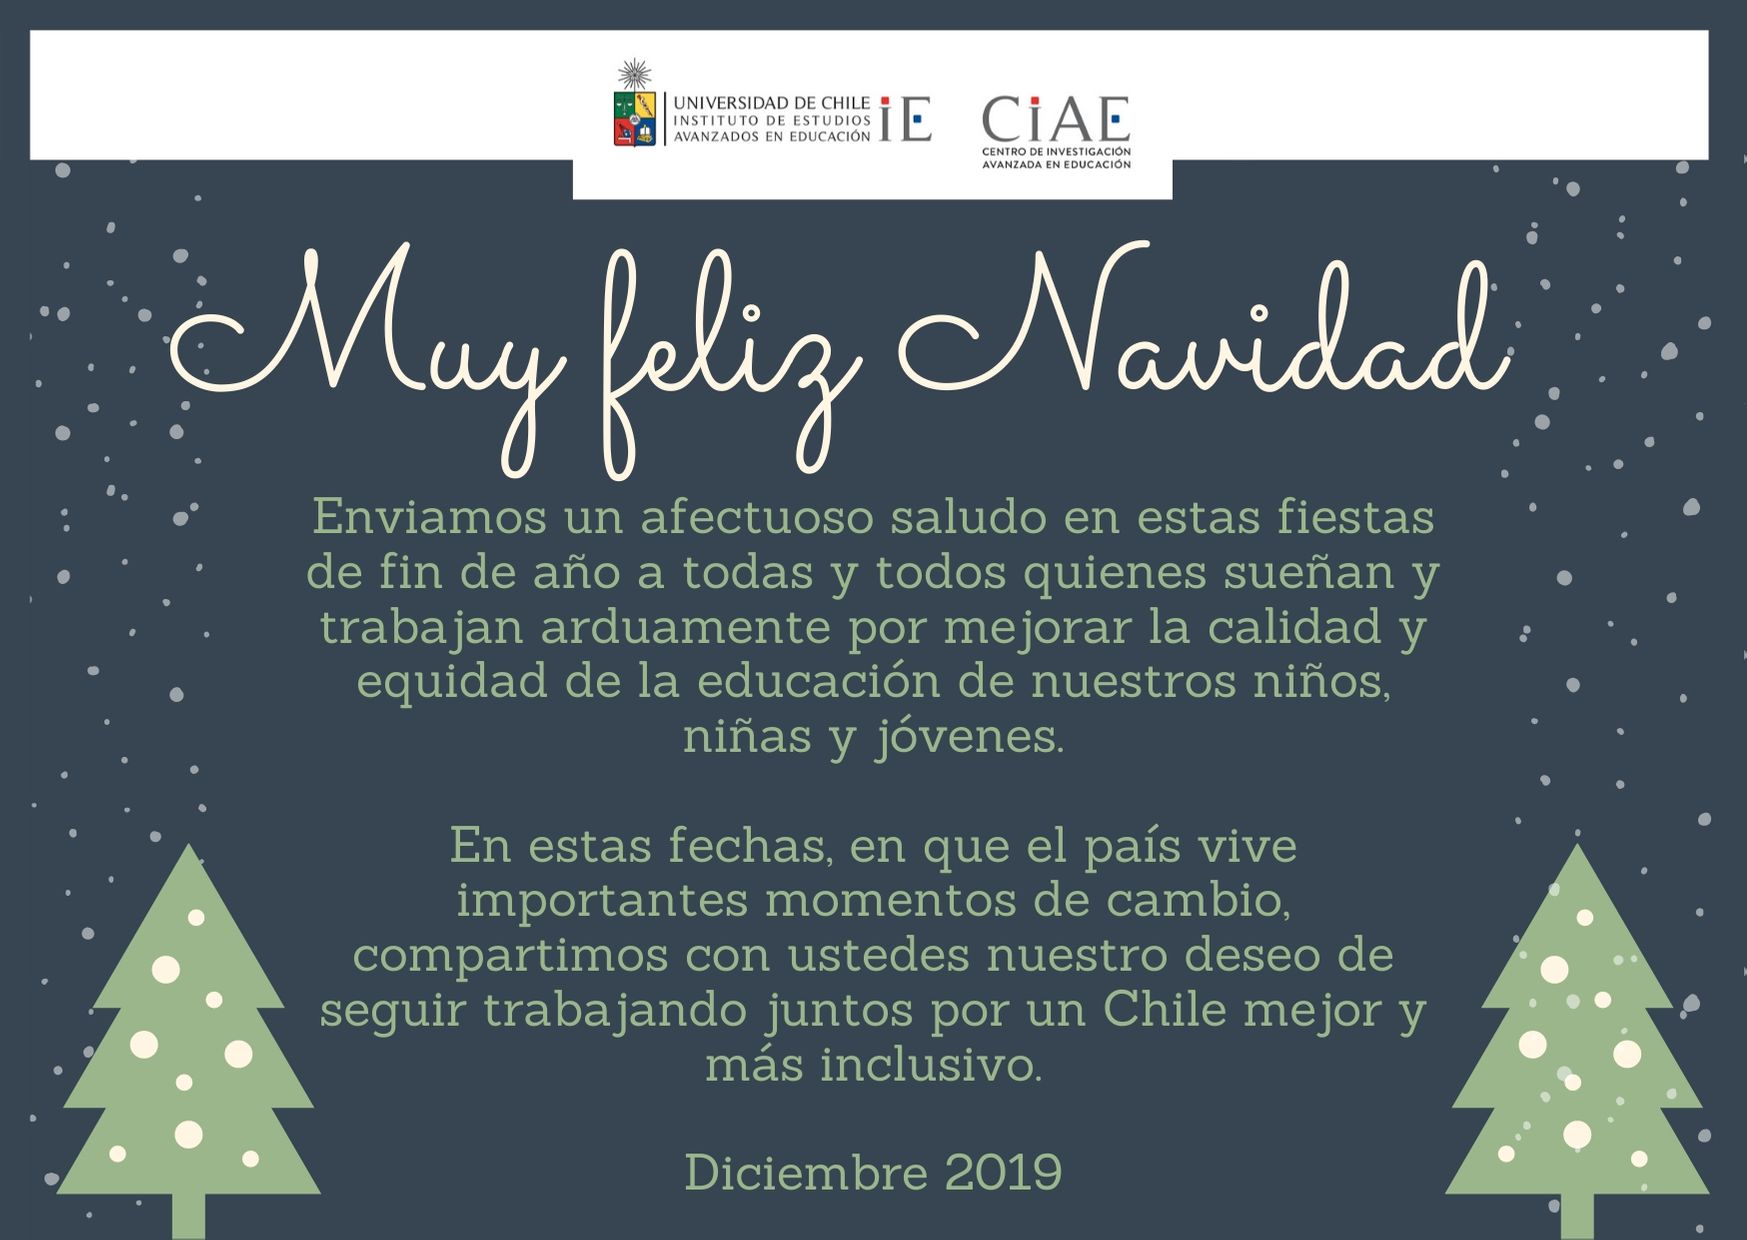 UNIVERSIDAD DE CHILE
INSTITUTO DE ESTUDIOS
AVANZADOS EN EDUCACIÓN
iE
CiAE
CENTRO DE INVESTIGACIÓN
AVANZADA EN EDUCACIÓN
Muy feliz Navidad
Enviamos un afectuoso saludo en estas fiestas
de fin de año a todas y todos quienes sueñan y
trabajan arduamente por mejorar la calidad y
equidad de la educación de nuestros niños,
niñas y jóvenes.
En estas fechas, en que el país vive
importantes momentos de cambio,
compartimos con ustedes nuestro deseo de
seguir trabajando juntos por un Chile mejor y
más inclusivo.
Diciembre 2019